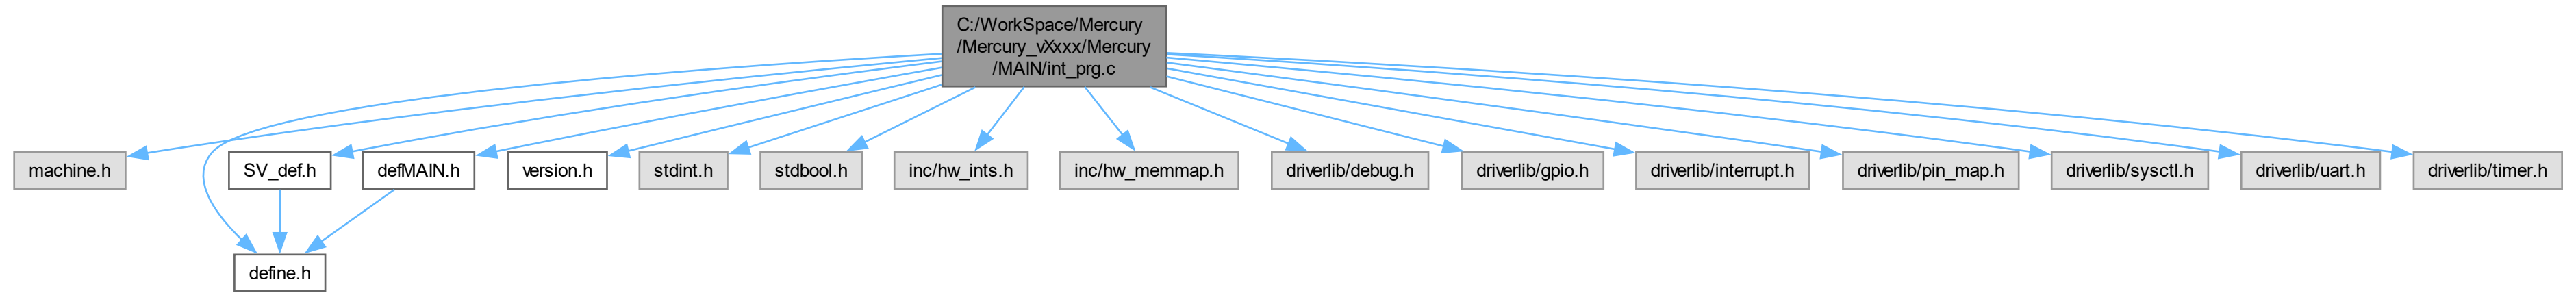 C:/WorkSpace/Mercury
/Mercury_vXxxx/Mercury
/MAIN/int_prg.c
machine.h
SV_def.h
defMAIN.h
version.h
stdint.h
stdbool.h
inc/hw_ints.h
inc/hw_memmap.h
driverlib/debug.h
driverlib/gpio.h
driverlib/interrupt.h
driverlib/pin_map.h
driverlib/sysctl.h
driverlib/uart.h
driverlib/timer.h
define.h